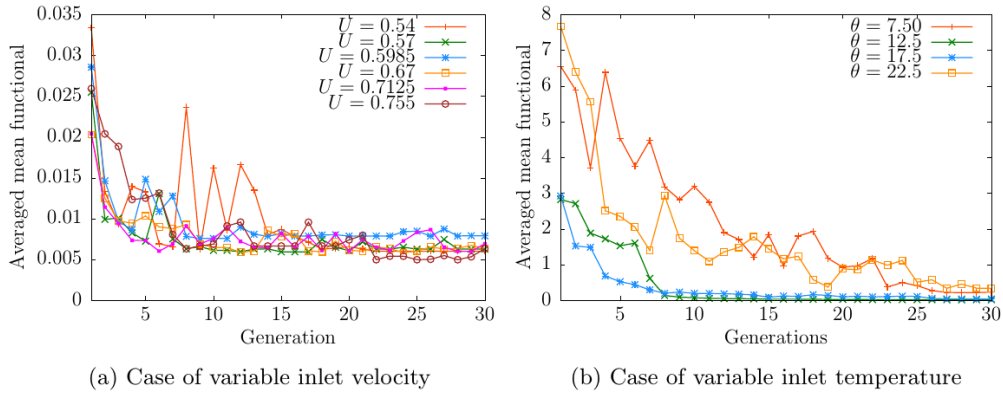 0.035
0.03
0.025
0.02
0.015
0.01
0.005
0
Averaged mean functional
5 10 15 20 25 30
Generation
U = 0.54
U = 0.57
U = 0.5985
U = 0.67
U = 0.7125
U = 0.755
(a) Case of variable inlet velocity
8
7
6
5
4
3
2
1
0
Averaged mean functional
5 10 15 20 25 30
Generations
θ = 7.50
θ = 12.5
θ = 17.5
θ = 22.5
(b) Case of variable inlet temperature